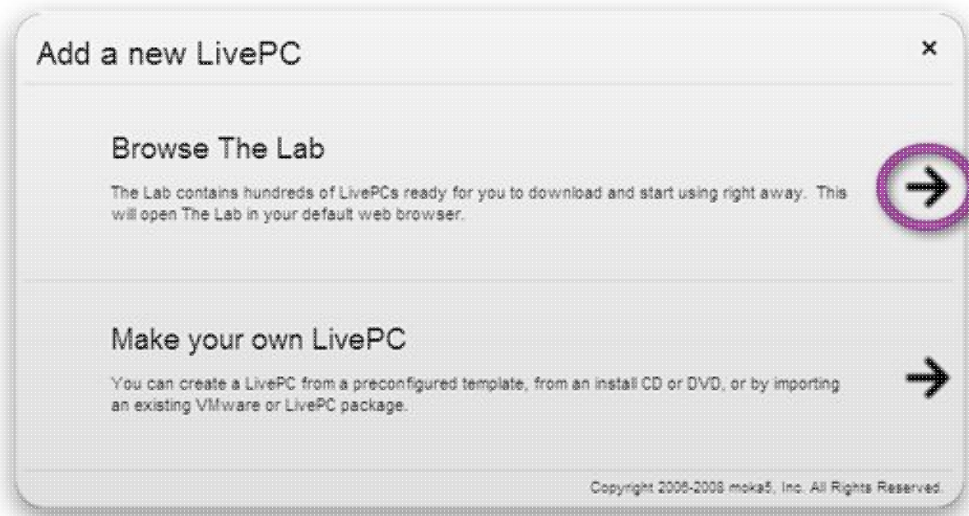 Add a new LivePC
Browse The Lab
The Lab contains hundreds of LivePCs ready for you to download and start using right away. This
will open The Lab in your default web browser.
Make your own LivePC
You can create a LivePC from a preconfigured template, from an install CD or DVD, or by importing
an existing VMware or LivePC package.
Copyright 2006-2008 moka5, Inc. All Rights Reserved.